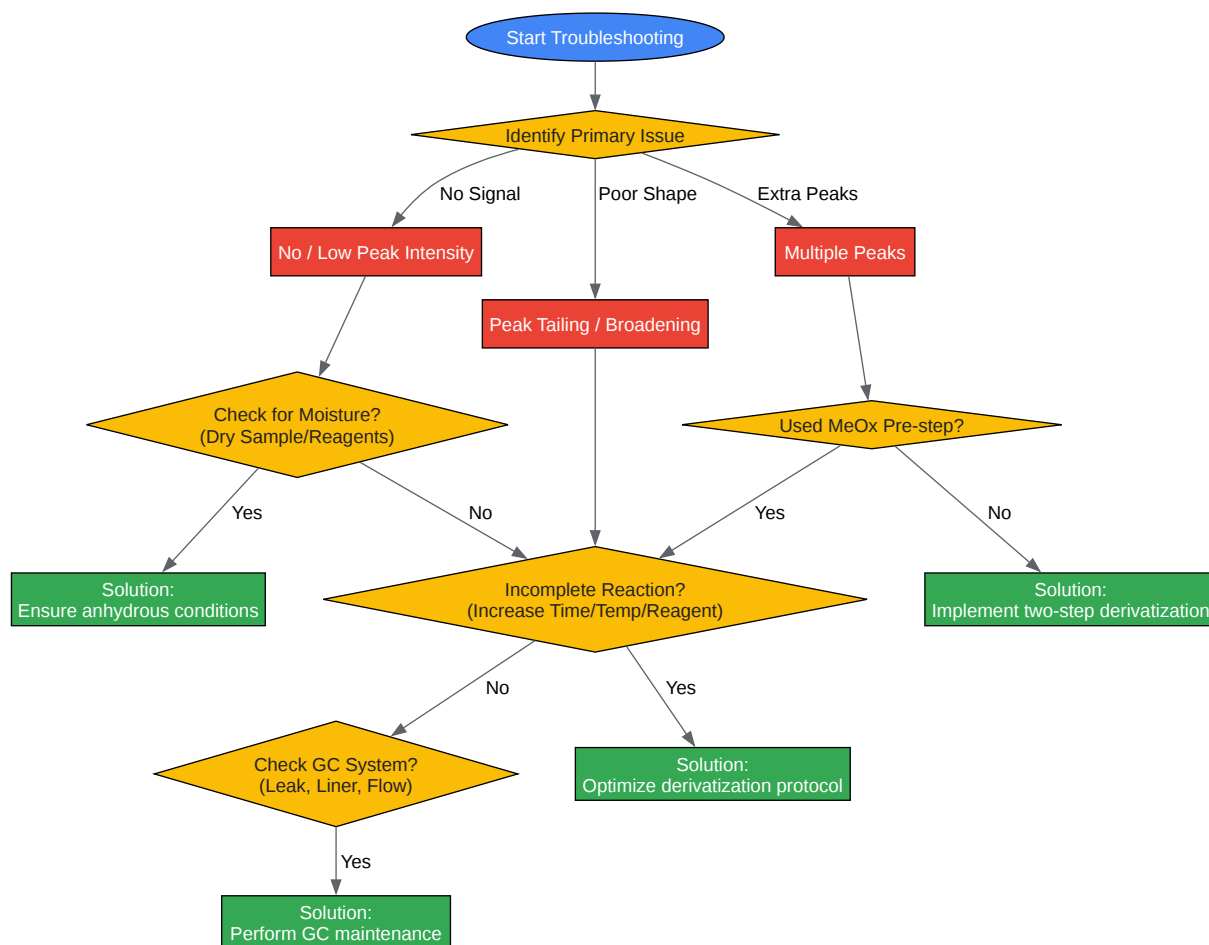 Start Troubleshooting
Identify Primary Issue
No Signal
Poor Shape
Extra Peaks
No / Low Peak Intensity
Multiple Peaks
Peak Tailing / Broadening
Check for Moisture?
(Dry Sample/Reagents)
Used MeOx Pre-step?
Yes
No
Yes
No
Solution:
Ensure anhydrous conditions
Incomplete Reaction?
(Increase Time/Temp/Reagent)
Solution:
Implement two-step derivatization
No
Yes
Check GC System?
(Leak, Liner, Flow)
Solution:
Optimize derivatization protocol
Yes
Solution:
Perform GC maintenance